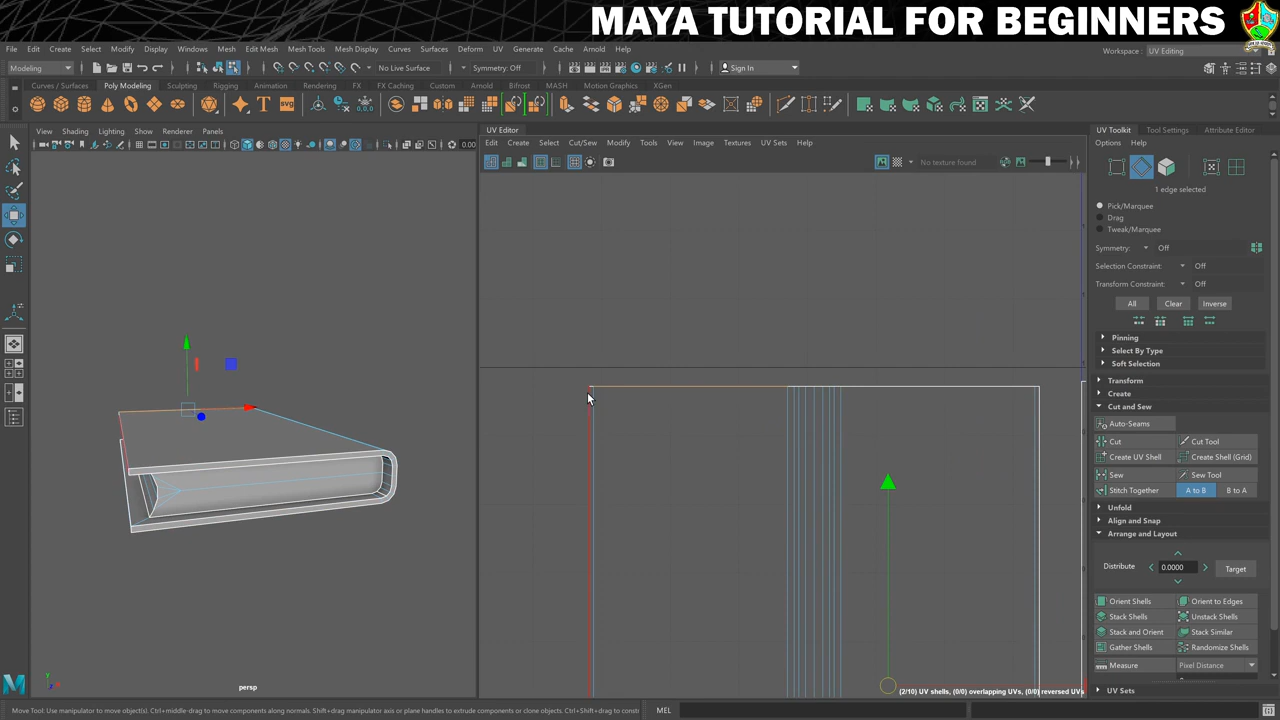 MAYA TUTORIAL FOR BEGINNERS
File Edit Create Select Modify Display Windows Mesh Edit Mesh Mesh Tools Mesh Display Curves Surfaces Deform UV Generate Cache Arnold Help
Workspace : UV Editing
Modeling No Live Surface Symmetry: Off Sign In
Curves / Surfaces Poly Modeling Sculpting Rigging Animation Rendering FX FX Caching Custom Arnold Bifrost MASH Motion Graphics XGen
svg
0,0,0
View Shading Lighting Show Renderer Panels
0.00
UV Editor
Edit Create Select Cut/Sew Modify Tools View Image Textures UV Sets Help
No texture found
UV Toolkit Tool Settings Attribute Editor
Options Help
1 edge selected
Pick/Marquee
Drag
Tweak/Marquee
Symmetry: Off
Selection Constraint: Off
Transform Constraint: Off
All Clear Inverse
Pinning
Select By Type
Soft Selection
Transform
Create
Cut and Sew
Auto-Seams
Cut Cut Tool
Create UV Shell Create Shell (Grid)
Sew Sew Tool
Stitch Together A to B B to A
Unfold
Align and Snap
Arrange and Layout
Distribute 0.0000 Target
Orient Shells Orient to Edges
Stack Shells Unstack Shells
Stack and Orient Stack Similar
Gather Shells Randomize Shells
Measure Pixel Distance
UV Sets
persp
(2/10) UV shells, (0/0) overlapping UVs, (0/0) reversed UVs
Move Tool: Use manipulator to move object(s). Ctrl+middle-drag to move components along normals. Shift+drag manipulator axis or plane handles to extrude components or clone objects. Ctrl+Shift+drag to constr
MEL